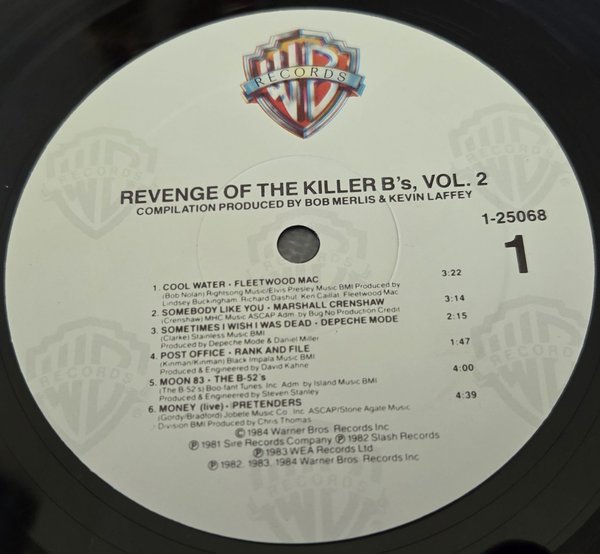 WB
RECORDS
REVENGE OF THE KILLER B's, VOL. 2
COMPILATION PRODUCED BY BOB MERLIS & KEVIN LAFFEY
1-25068
1
1. COOL WATER - FLEETWOOD MAC 3:22
(Bob Nolan) Rightsong Music/Elvis Presley Music BMI Produced by
Lindsey Buckingham, Richard Dashut, Ken Caillat, Fleetwood Mac
2. SOMEBODY LIKE YOU - MARSHALL CRENSHAW 3:14
(Crenshaw) MHC Music ASCAP Adm. by Bug No Production Credit
3. SOMETIMES I WISH I WAS DEAD - DEPECHE MODE 2:15
(Clarke) Stainless Music BMI
Produced by Depeche Mode & Daniel Miller
4. POST OFFICE - RANK AND FILE 1:47
(Kinman/Kinman) Black Impala Music BMI
Produced & Engineered by David Kahne
5. MOON 83 - THE B-52's 4:00
(The B-52's) Boo-fant Tunes, Inc. Adm. by Island Music BMI
Produced & Engineered by Steven Stanley
6. MONEY (live) - PRETENDERS 4:39
(Gordy/Bradford) Jobete Music Co., Inc. ASCAP/Stone Agate Music
Division BMI Produced by Chris Thomas
©1984 Warner Bros. Records Inc.
℗1981 Sire Records Company ℗1982 Slash Records
℗1983 WEA Records Ltd
℗1982, 1983, 1984 Warner Bros. Records Inc.